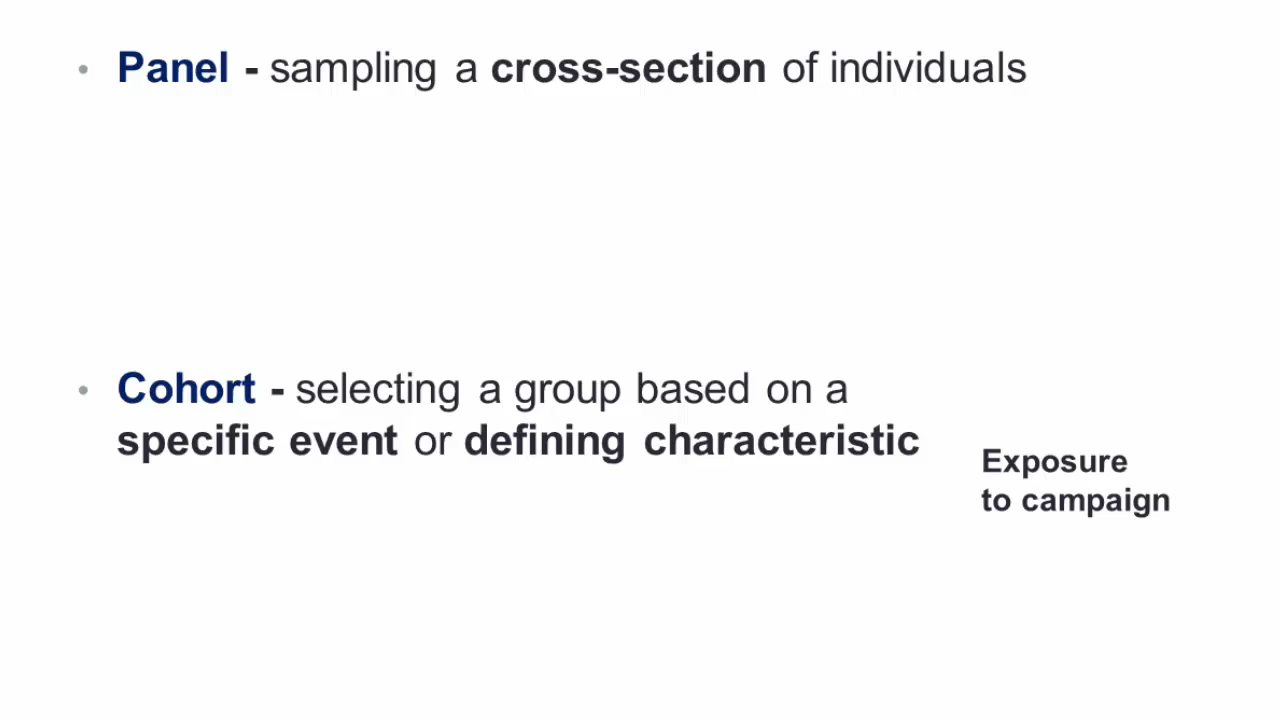 • Panel - sampling a cross-section of individuals
• Cohort - selecting a group based on a
specific event or defining characteristic
Exposure
to campaign